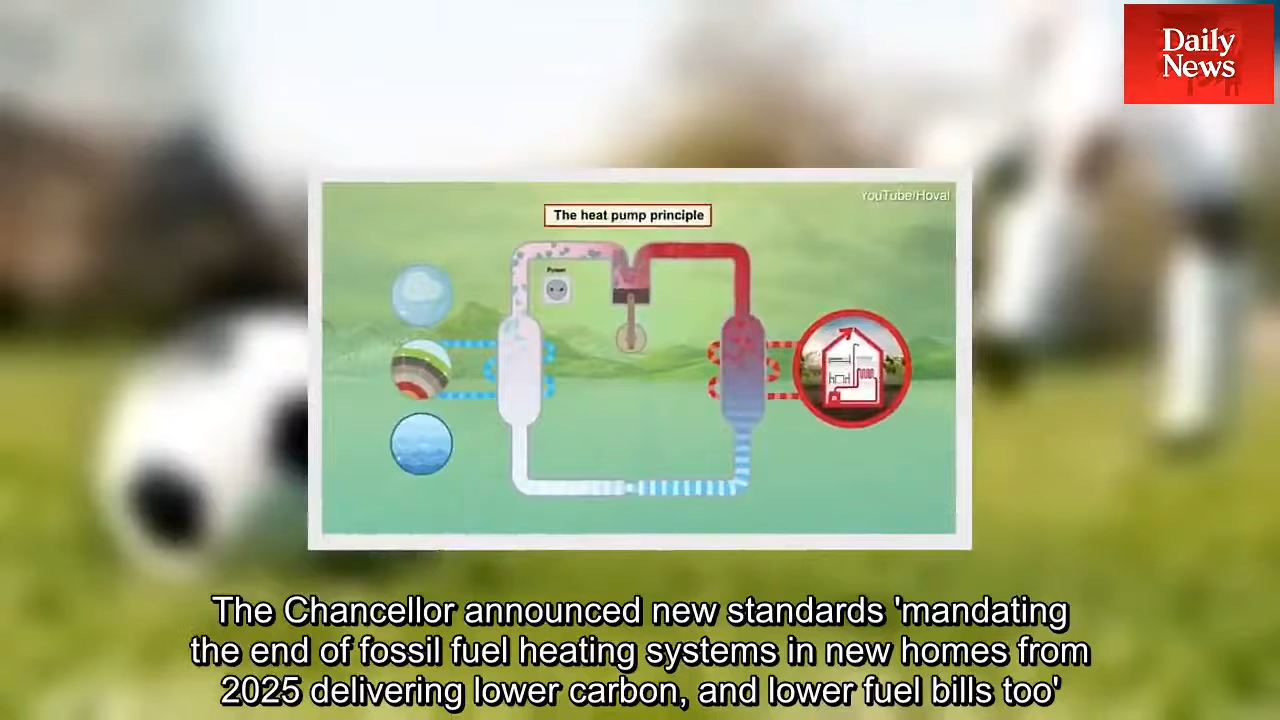 Daily
News
YouTube/Hoval
The heat pump principle
Power
The Chancellor announced new standards 'mandating
the end of fossil fuel heating systems in new homes from
2025 delivering lower carbon, and lower fuel bills too'